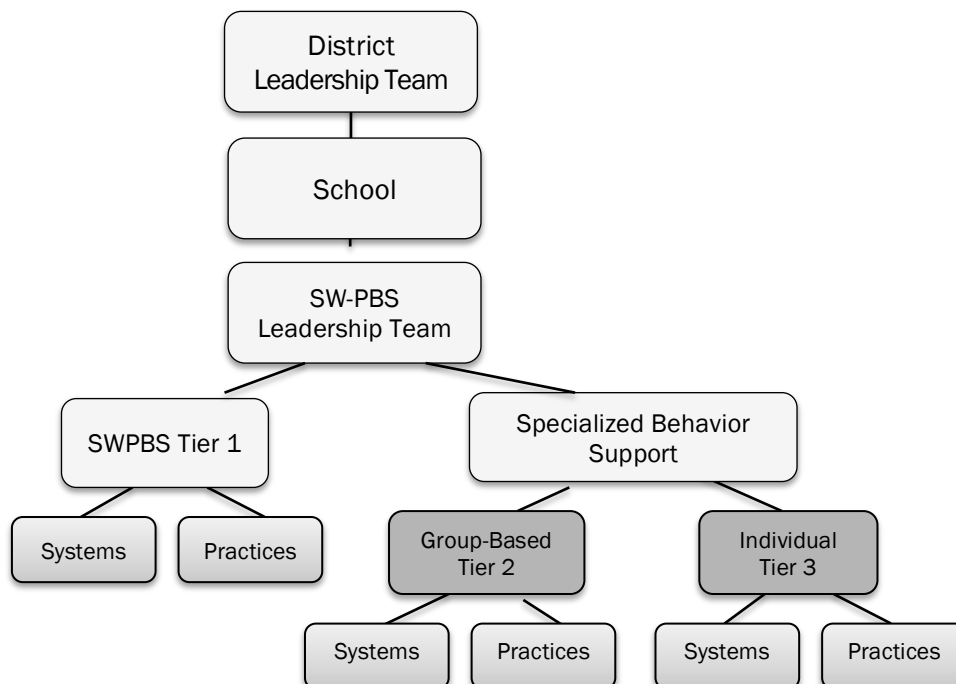 District
Leadership Team
School
SW-PBS
Leadership Team
SWPBS Tier 1
Specialized Behavior
Support
Systems
Practices
Group-Based
Tier 2
Individual
Tier 3
Systems
Practices
Systems
Practices